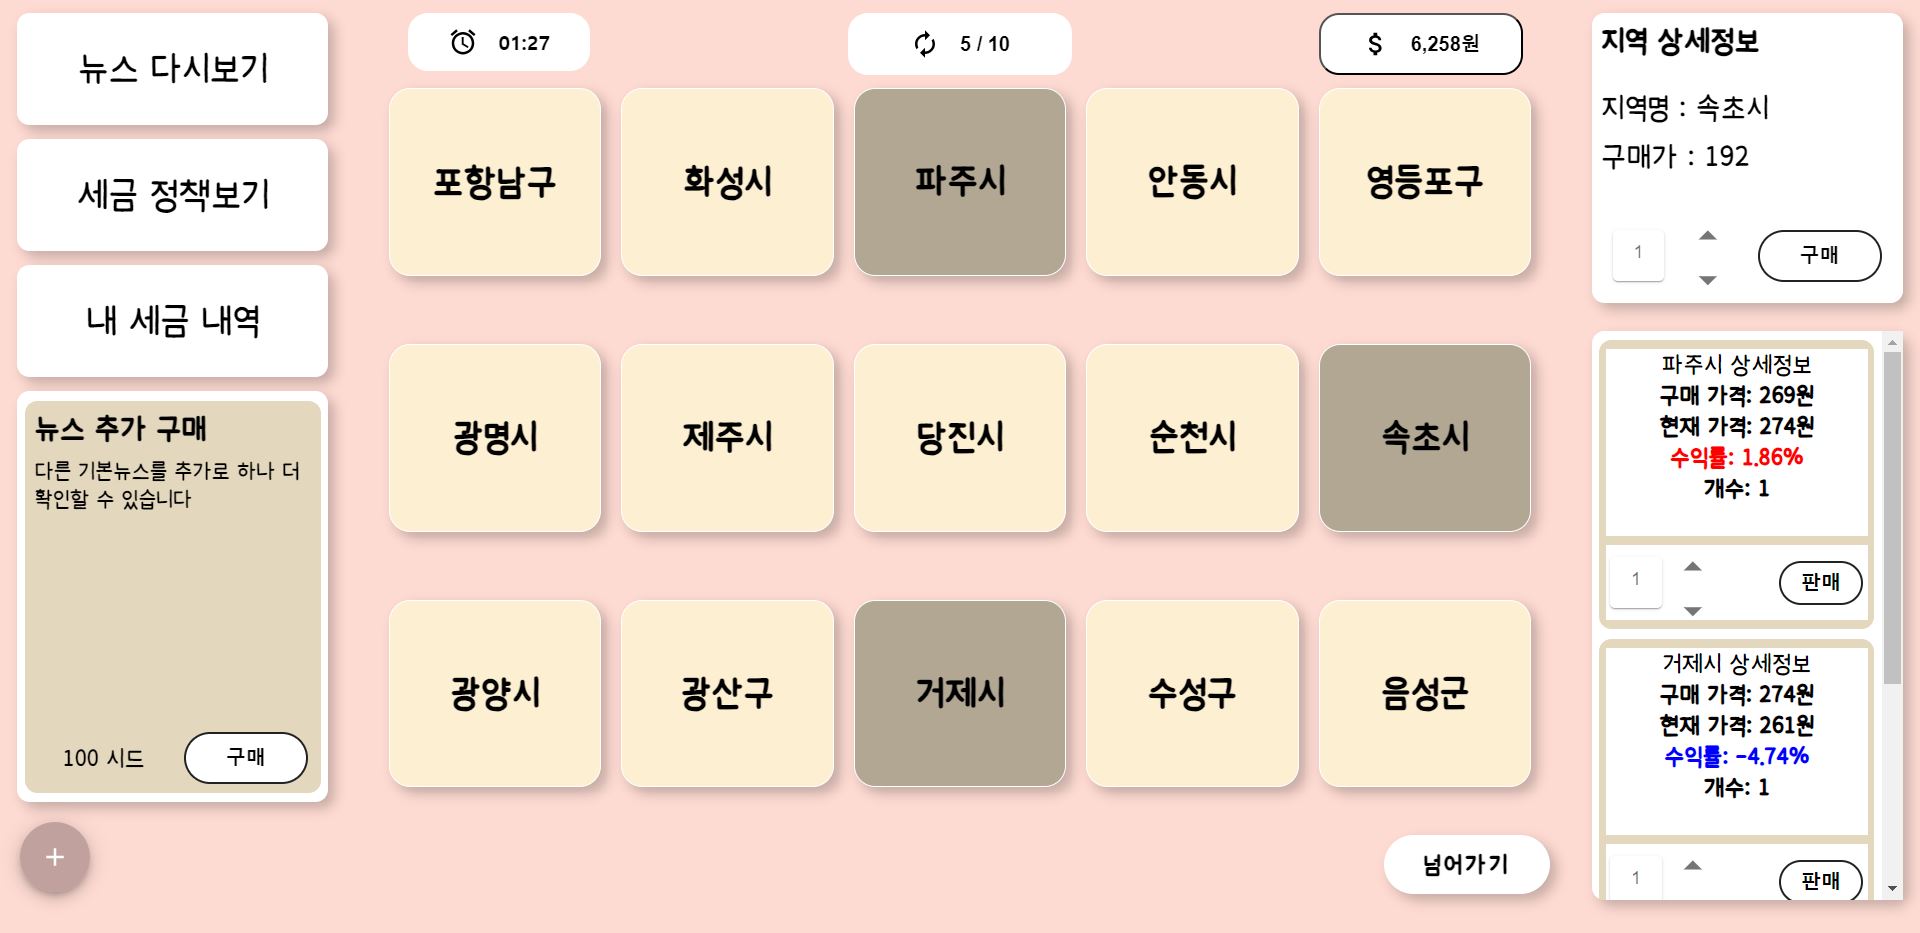 뉴스 다시보기
세금 정책보기
내 세금 내역
뉴스 추가 구매
다른 기본뉴스를 추가로 하나 더
확인할 수 있습니다
100 시드
구매
+
01:27
5 / 10
$ 6,258원
포항남구
화성시
파주시
안동시
영등포구
광명시
제주시
당진시
순천시
속초시
광양시
광산구
거제시
수성구
음성군
넘어가기
지역 상세정보
지역명 : 속초시
구매가 : 192
1
구매
파주시 상세정보
구매 가격: 269원
현재 가격: 274원
수익률: 1.86%
개수: 1
1
판매
거제시 상세정보
구매 가격: 274원
현재 가격: 261원
수익률: -4.74%
개수: 1
1
판매